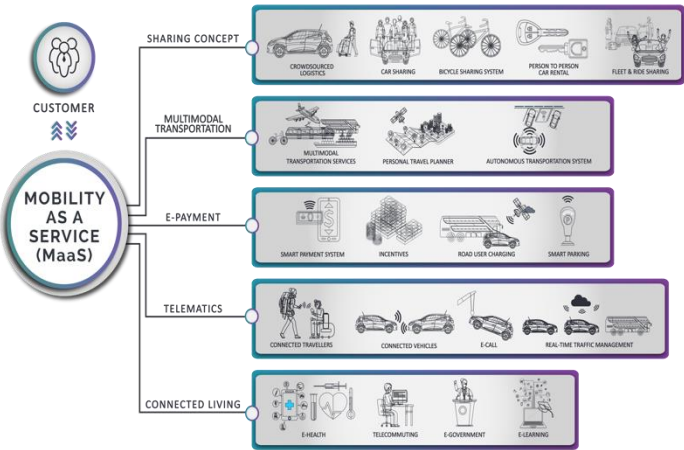 CUSTOMER
MOBILITY
AS A
SERVICE
(MaaS)
SHARING CONCEPT
CROWDSOURCED
LOGISTICS
CAR SHARING
BICYCLE SHARING SYSTEM
PERSON TO PERSON
CAR RENTAL
FLEET & RIDE SHARING
MULTIMODAL
TRANSPORTATION
MULTIMODAL
TRANSPORTATION SERVICES
PERSONAL TRAVEL PLANNER
AUTONOMOUS TRANSPORTATION SYSTEM
E-PAYMENT
SMART PAYMENT SYSTEM
INCENTIVES
ROAD USER CHARGING
SMART PARKING
TELEMATICS
CONNECTED TRAVELLERS
CONNECTED VEHICLES
E-CALL
REAL-TIME TRAFFIC MANAGEMENT
CONNECTED LIVING
E-HEALTH
TELECOMMUTING
E-GOVERNMENT
E-LEARNING